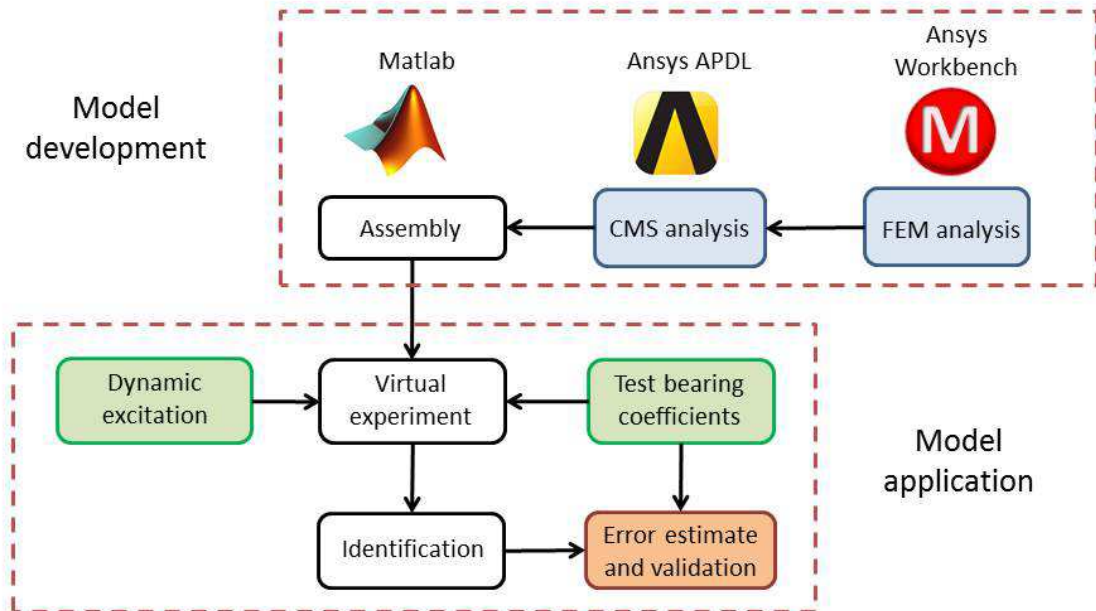 Model
development
Matlab
Ansys APDL
Ansys
Workbench
M
Assembly
CMS analysis
FEM analysis
Dynamic
excitation
Virtual
experiment
Test bearing
coefficients
Model
application
Identification
Error estimate
and validation